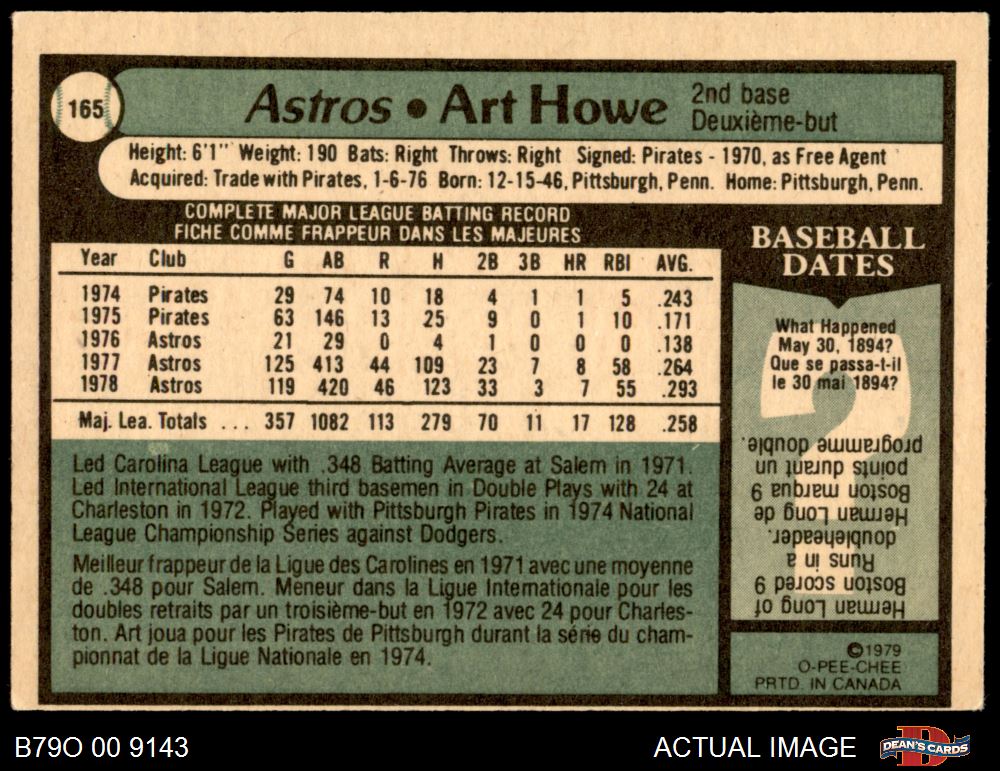 165
Astros • Art Howe
2nd base
Deuxième-but
Height: 6'1" Weight: 190 Bats: Right Throws: Right Signed: Pirates - 1970, as Free Agent
Acquired: Trade with Pirates, 1-6-76 Born: 12-15-46, Pittsburgh, Penn. Home: Pittsburgh, Penn.
COMPLETE MAJOR LEAGUE BATTING RECORD
FICHE COMME FRAPPEUR DANS LES MAJEURES
Year Club G AB R H 2B 3B HR RBI AVG.
1974 Pirates 29 74 10 18 4 1 1 5 .243
1975 Pirates 63 146 13 25 9 0 1 10 .171
1976 Astros 21 29 0 4 1 0 0 0 .138
1977 Astros 125 413 44 109 23 7 8 58 .264
1978 Astros 119 420 46 123 33 3 7 55 .293
Maj. Lea. Totals ... 357 1082 113 279 70 11 17 128 .258
Led Carolina League with .348 Batting Average at Salem in 1971.
Led International League third basemen in Double Plays with 24 at
Charleston in 1972. Played with Pittsburgh Pirates in 1974 National
League Championship Series against Dodgers.
Meilleur frappeur de la Ligue des Carolines en 1971 avec une moyenne
de .348 pour Salem. Meneur dans la Ligue Internationale pour les
doubles retraits par un troisième-but en 1972 avec 24 pour Charles-
ton. Art joua pour les Pirates de Pittsburgh durant la série du cham-
pionnat de la Ligue Nationale en 1974.
BASEBALL
DATES
What Happened
May 30, 1894?
Que se passa-t-il
le 30 mai 1894?
Herman Long of
Boston scored 9
Runs in a
doubleheader.
Herman Long de
Boston marqua 9
points durant un
programme double.
©1979
O-PEE-CHEE
PRTD. IN CANADA
B79O 00 9143
ACTUAL IMAGE
DEAN'S CARDS